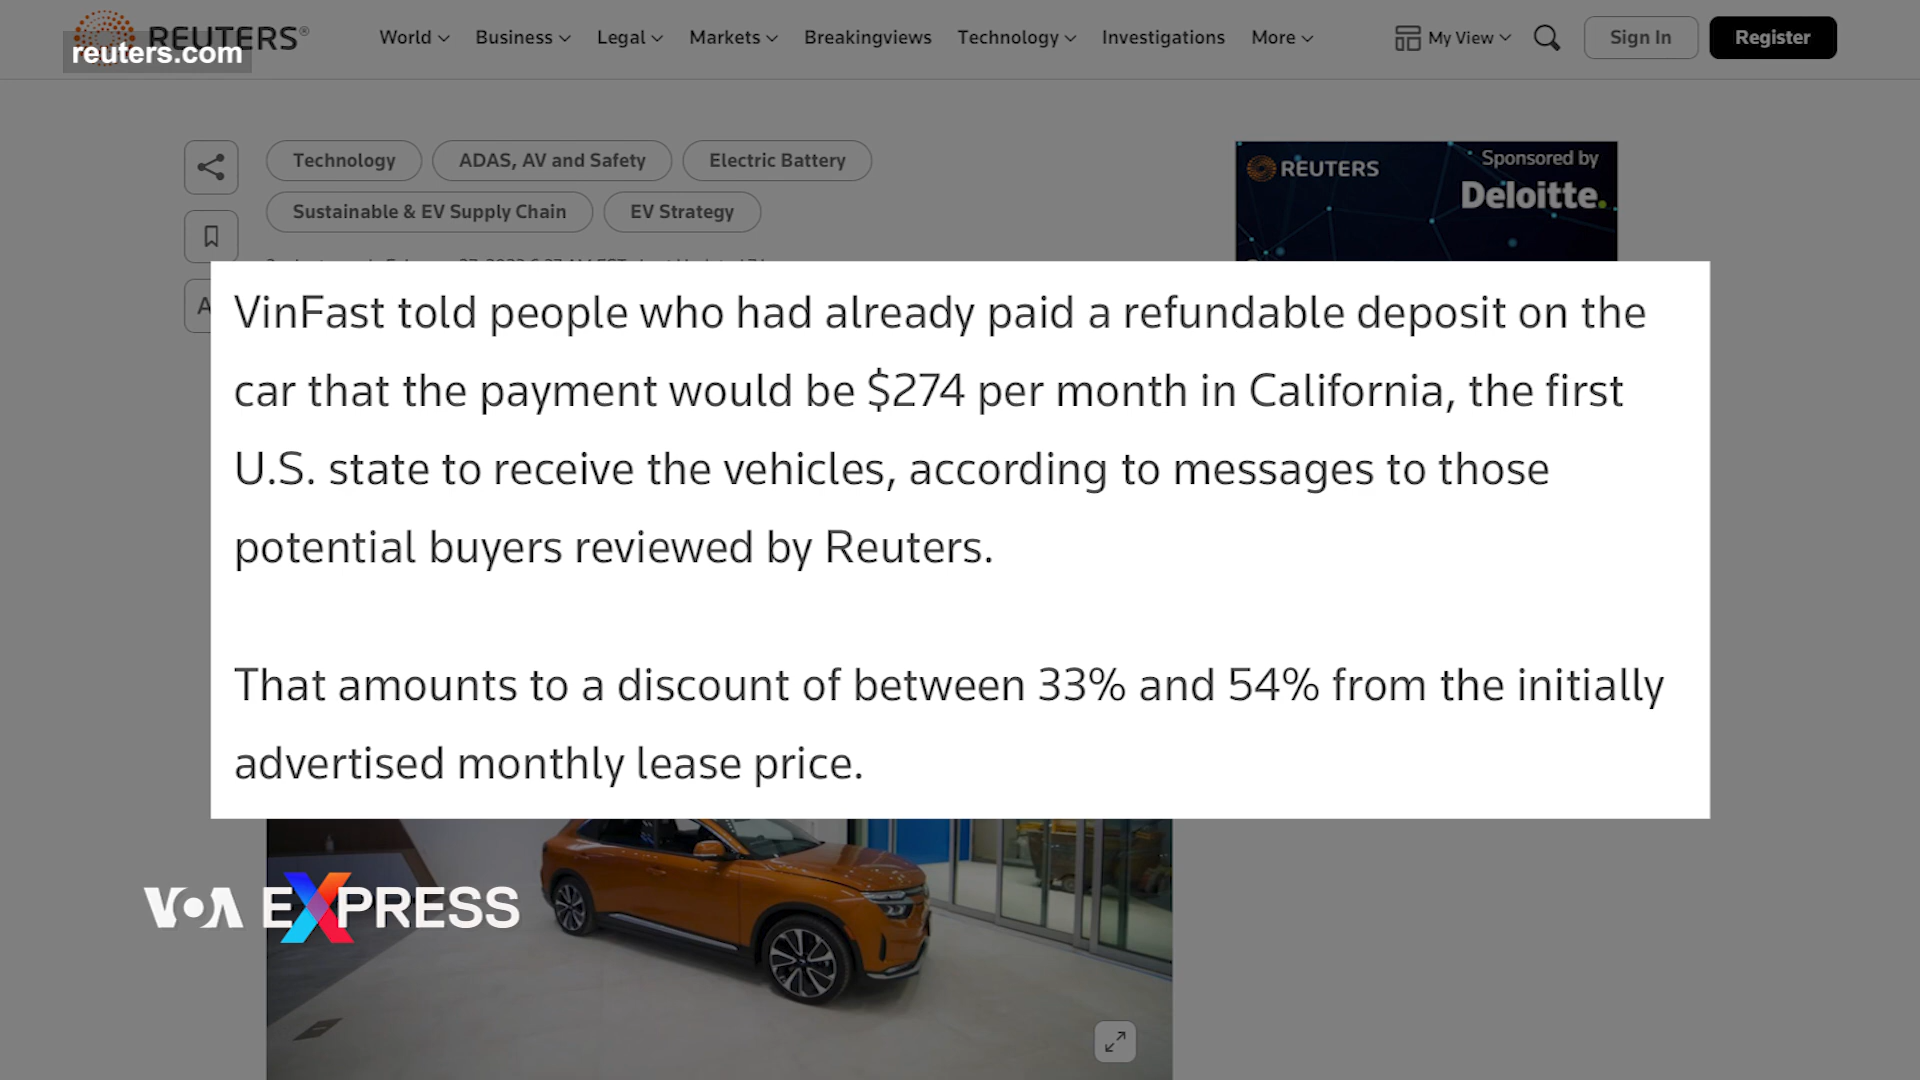 REUTERS®
reuters.com
World
Business
Legal
Markets
Breakingviews
Technology
Investigations
More
My View
Sign In
Register
Technology
ADAS, AV and Safety
Electric Battery
Sustainable & EV Supply Chain
EV Strategy
REUTERS
Sponsored by
Deloitte.
VinFast told people who had already paid a refundable deposit on the
car that the payment would be $274 per month in California, the first
U.S. state to receive the vehicles, according to messages to those
potential buyers reviewed by Reuters.
That amounts to a discount of between 33% and 54% from the initially
advertised monthly lease price.
VOA EXPRESS